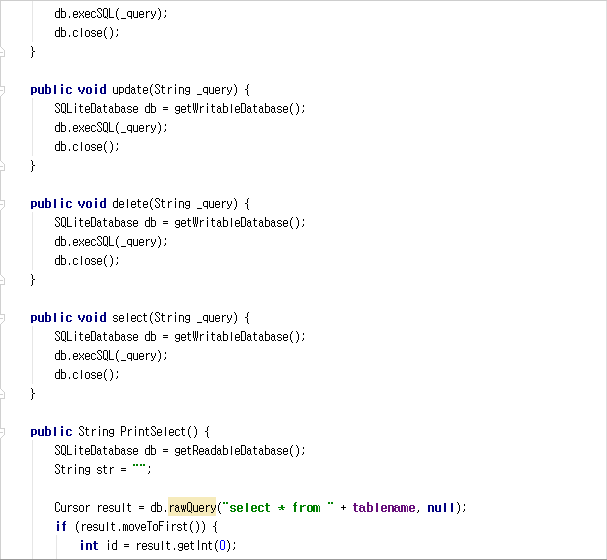 db.execSQL(_query);
db.close();
}
public void update(String _query) {
SQLiteDatabase db = getWritableDatabase();
db.execSQL(_query);
db.close();
}
public void delete(String _query) {
SQLiteDatabase db = getWritableDatabase();
db.execSQL(_query);
db.close();
}
public void select(String _query) {
SQLiteDatabase db = getWritableDatabase();
db.execSQL(_query);
db.close();
}
public String PrintSelect() {
SQLiteDatabase db = getReadableDatabase();
String str = "";
Cursor result = db.rawQuery("select * from " + tablename, null);
if (result.moveToFirst()) {
int id = result.getInt(0);